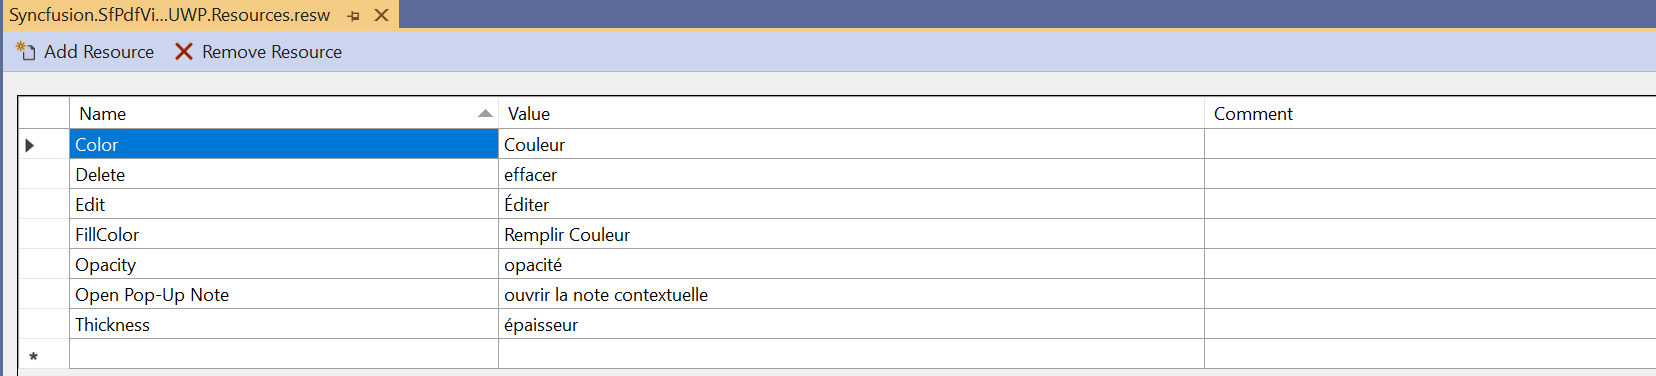 Syncfusion.SfPdfVi...UWP.Resources.resw
Add Resource Remove Resource
Name Value Comment
Color Couleur
Delete effacer
Edit Éditer
FillColor Remplir Couleur
Opacity opacité
Open Pop-Up Note ouvrir la note contextuelle
Thickness épaisseur
*